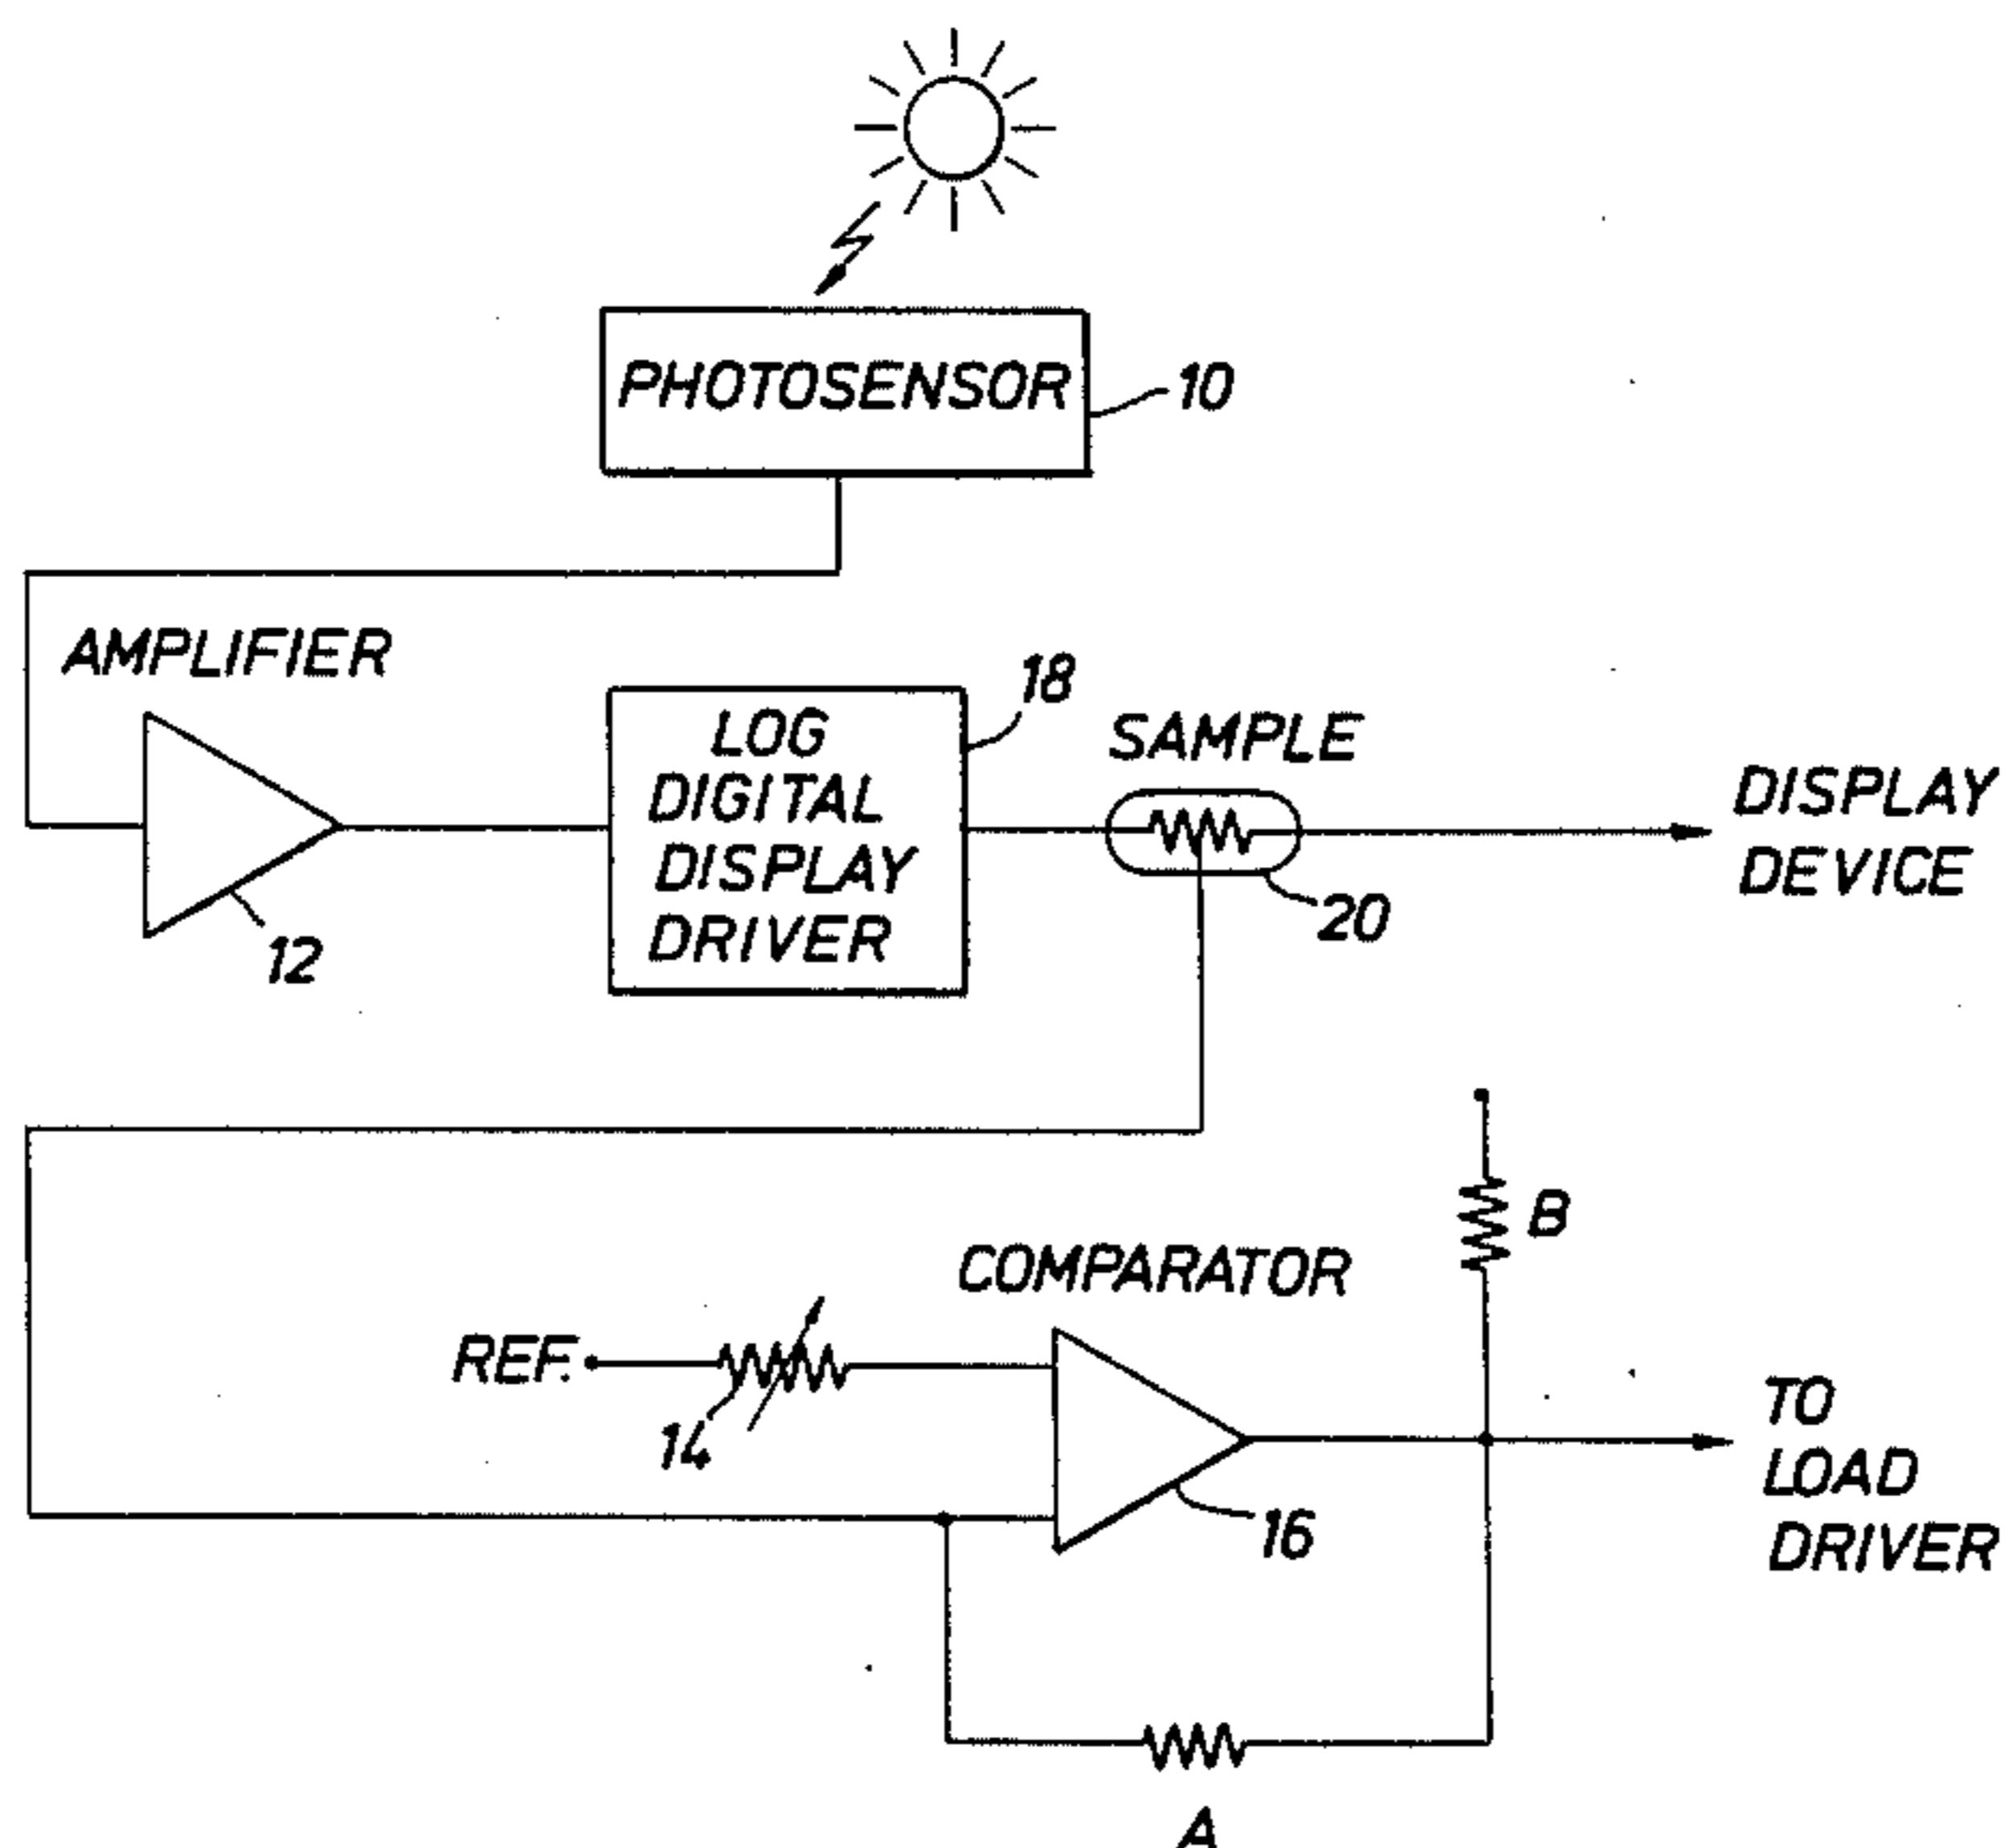 PHOTOSENSOR
10
AMPLIFIER
12
LOG
DIGITAL
DISPLAY
DRIVER
18
SAMPLE
20
DISPLAY
DEVICE
B
COMPARATOR
REF.
14
16
TO
LOAD
DRIVER
A